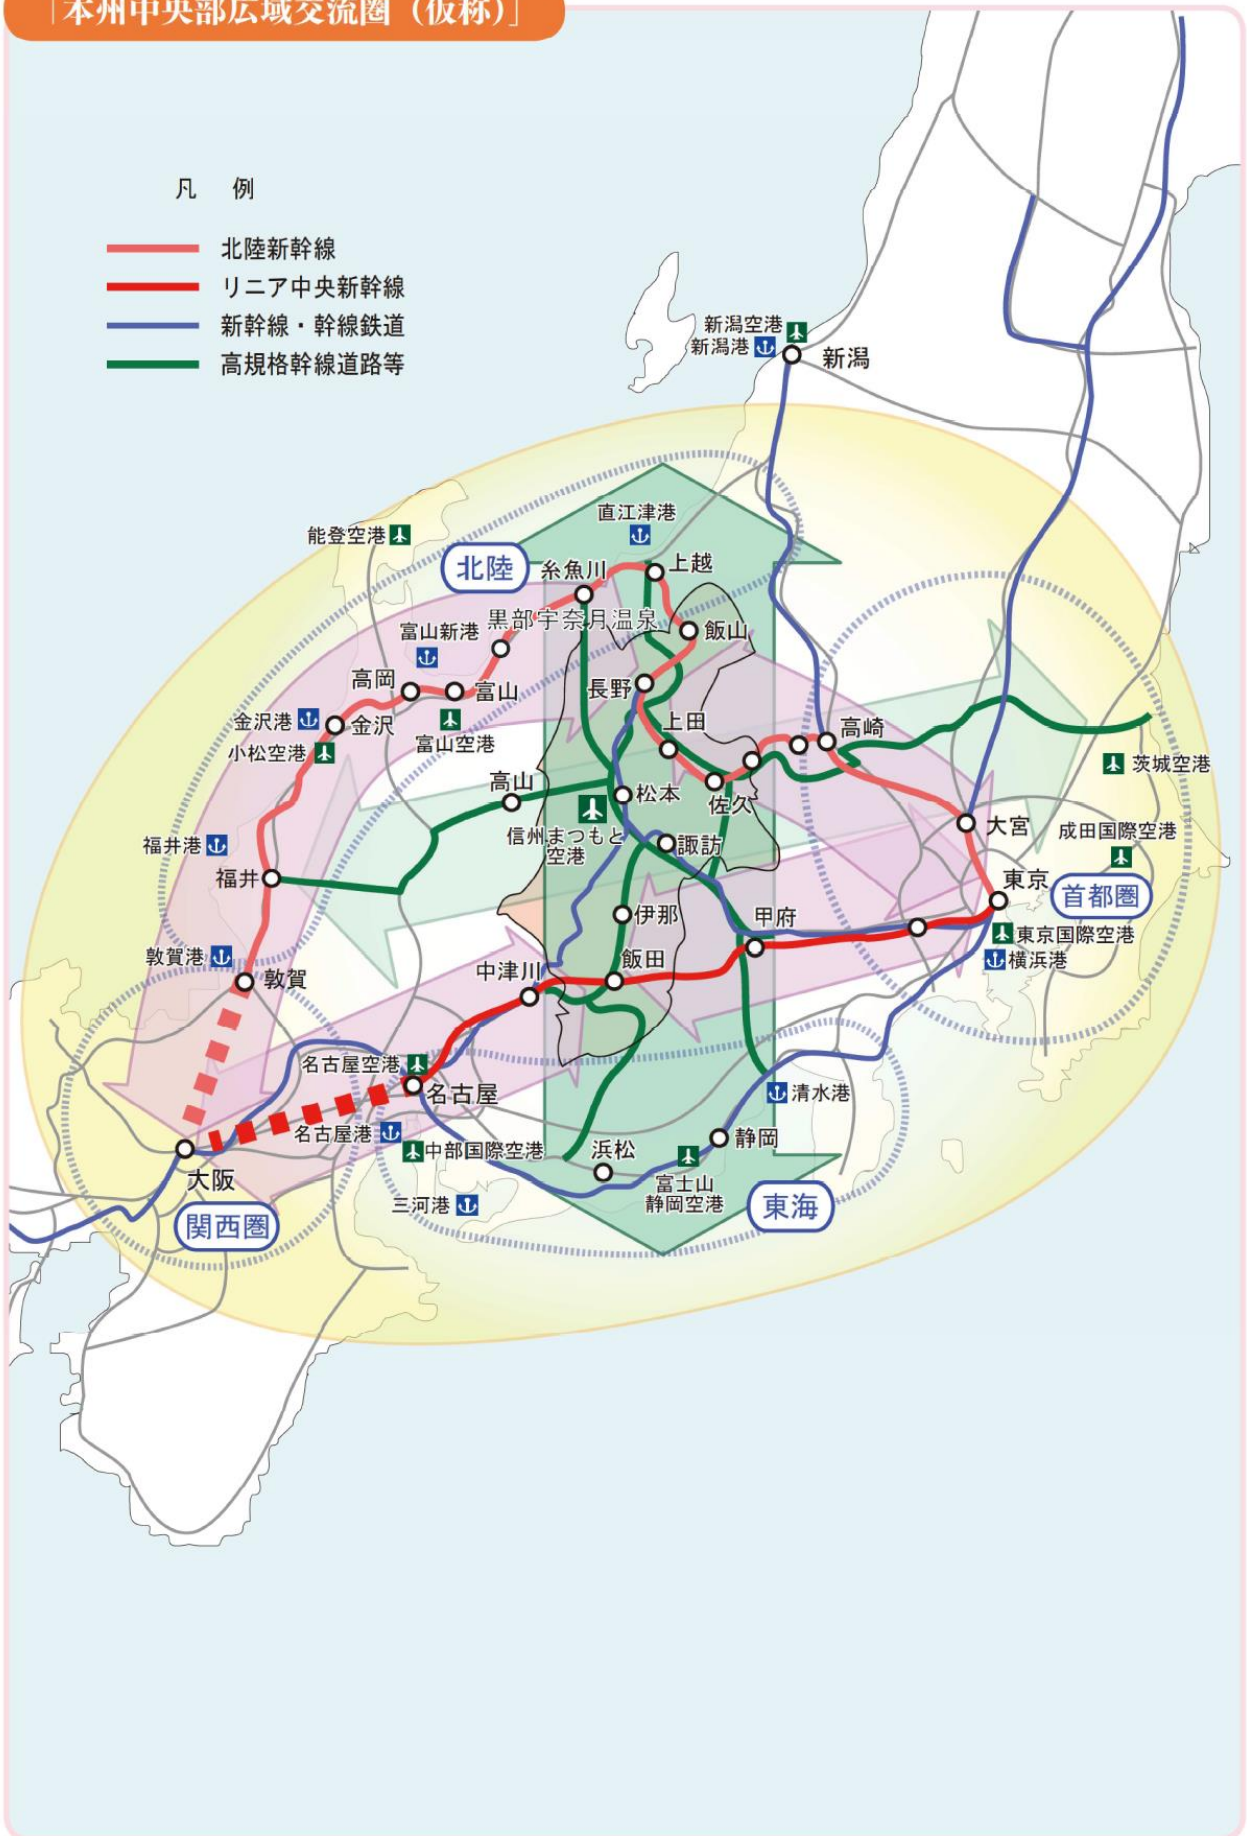 「本州中央部広域交流圏（仮称）」
凡 例
北陸新幹線
リニア中央新幹線
新幹線・幹線鉄道
高規格幹線道路等
新潟空港
新潟港
新潟
能登空港
直江津港
北陸
糸魚川
上越
黒部宇奈月温泉
飯山
富山新港
長野
高岡
富山
上田
金沢港
金沢
高崎
小松空港
富山空港
茨城空港
高山
松本
佐久
信州まつもと
空港
諏訪
大宮
成田国際空港
福井港
福井
東京
首都圏
伊那
甲府
東京国際空港
横浜港
敦賀港
敦賀
中津川
飯田
名古屋空港
名古屋
清水港
名古屋港
中部国際空港
浜松
静岡
大阪
富士山
静岡空港
三河港
東海
関西圏